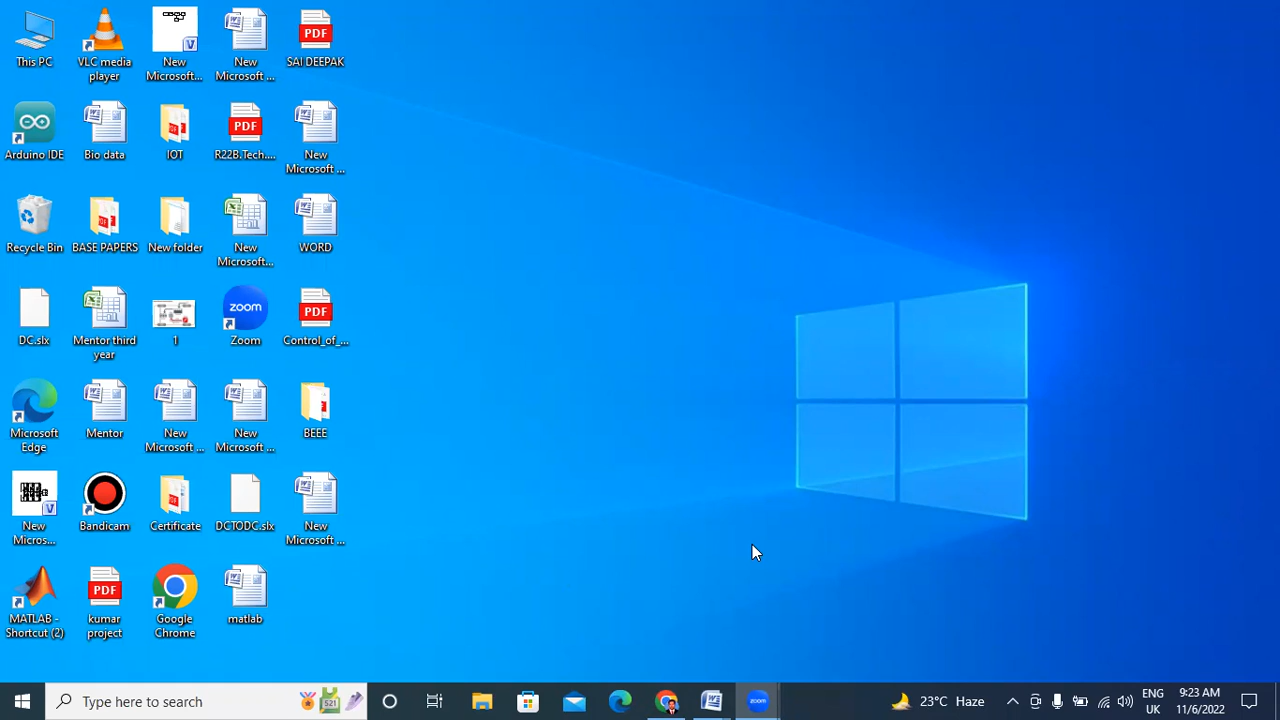 This PC
VLC media
player
New
Microsoft...
New
Microsoft ...
PDF
SAI DEEPAK
Arduino IDE
Bio data
IOT
PDF
R22B.Tech....
New
Microsoft ...
Recycle Bin
BASE PAPERS
New folder
New
Microsoft...
WORD
DC.slx
Mentor third
year
1
zoom
Zoom
PDF
Control_of_...
Microsoft
Edge
Mentor
New
Microsoft ...
New
Microsoft ...
BEEE
New
Micros...
Bandicam
Certificate
DCTODC.slx
New
Microsoft ...
MATLAB -
Shortcut (2)
PDF
kumar
project
Google
Chrome
matlab
Type here to search
521
zoom
23°C Haze
ENG
UK
9:23 AM
11/6/2022